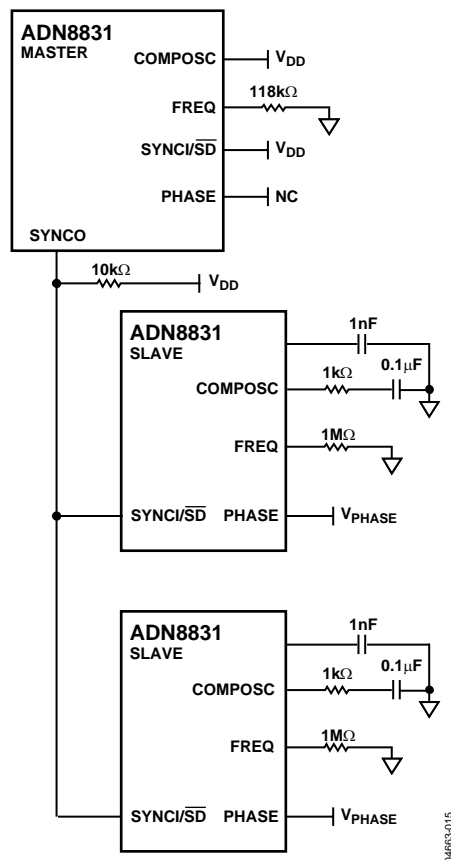 ADN8831
MASTER
COMPOSC
VDD
FREQ
118kΩ
SYNCI/SD
VDD
PHASE
NC
SYNCO
10kΩ
VDD
ADN8831
SLAVE
1nF
COMPOSC
1kΩ
0.1μF
FREQ
1MΩ
SYNCI/SD
PHASE
VPHASE
ADN8831
SLAVE
1nF
COMPOSC
1kΩ
0.1μF
FREQ
1MΩ
SYNCI/SD
PHASE
VPHASE
04663-015